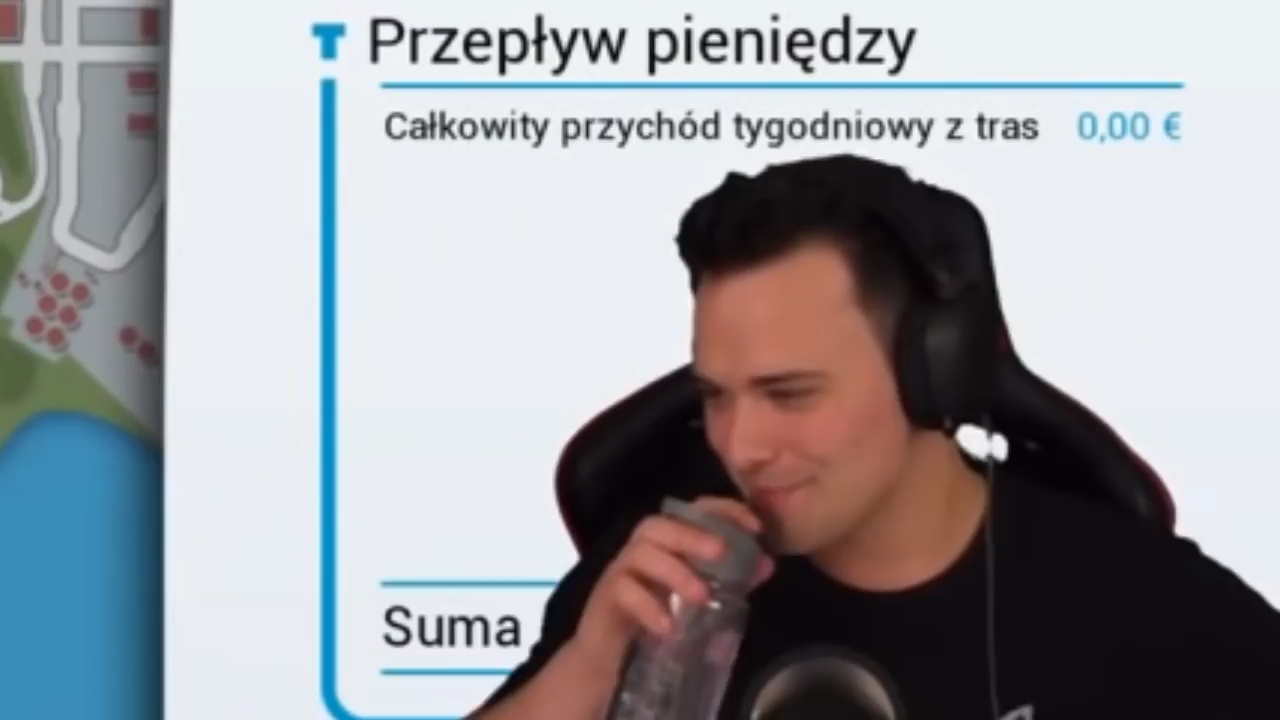 Przepływ pieniędzy
Całkowity przychód tygodniowy z tras 0,00 €
Suma